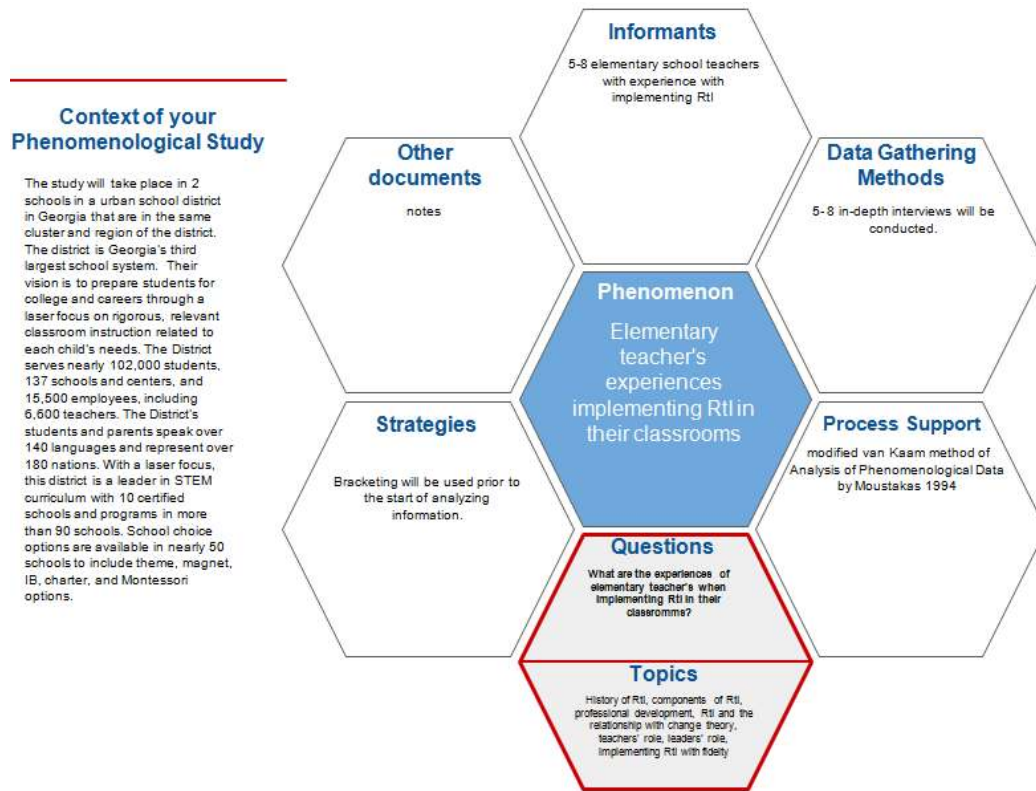 Context of your
Phenomenological Study
The study will take place in 2
schools in a urban school district
in Georgia that are in the same
cluster and region of the district.
The district is Georgia's third
largest school system. Their
vision is to prepare students for
college and careers through a
laser focus on rigorous, relevant
classroom instruction related to
each child's needs. The District
serves nearly 102,000 students,
137 schools and centers, and
15,500 employees, including
6,600 teachers. The District's
students and parents speak over
140 languages and represent over
180 nations. With a laser focus,
this district is a leader in STEM
curriculum with 10 certified
schools and programs in more
than 90 schools. School choice
options are available in nearly 50
schools to include theme, magnet,
IB, charter, and Montessori
options.
Informants
5-8 elementary school teachers
with experience with
implementing RtI
Other
documents
notes
Data Gathering
Methods
5- 8 in-depth interviews will be
conducted.
Phenomenon
Elementary
teacher's
experiences
implementing RtI in
their classrooms
Strategies
Bracketing will be used prior to
the start of analyzing
information.
Process Support
modified van Kaam method of
Analysis of Phenomenological Data
by Moustakas 1994
Questions
What are the experiences of
elementary teacher's when
implementing RtI in their
classromms?
Topics
History of RtI, components of RtI,
professional development, RtI and the
relationship with change theory,
teachers' role, leaders' role,
implementing RtI with fidelity